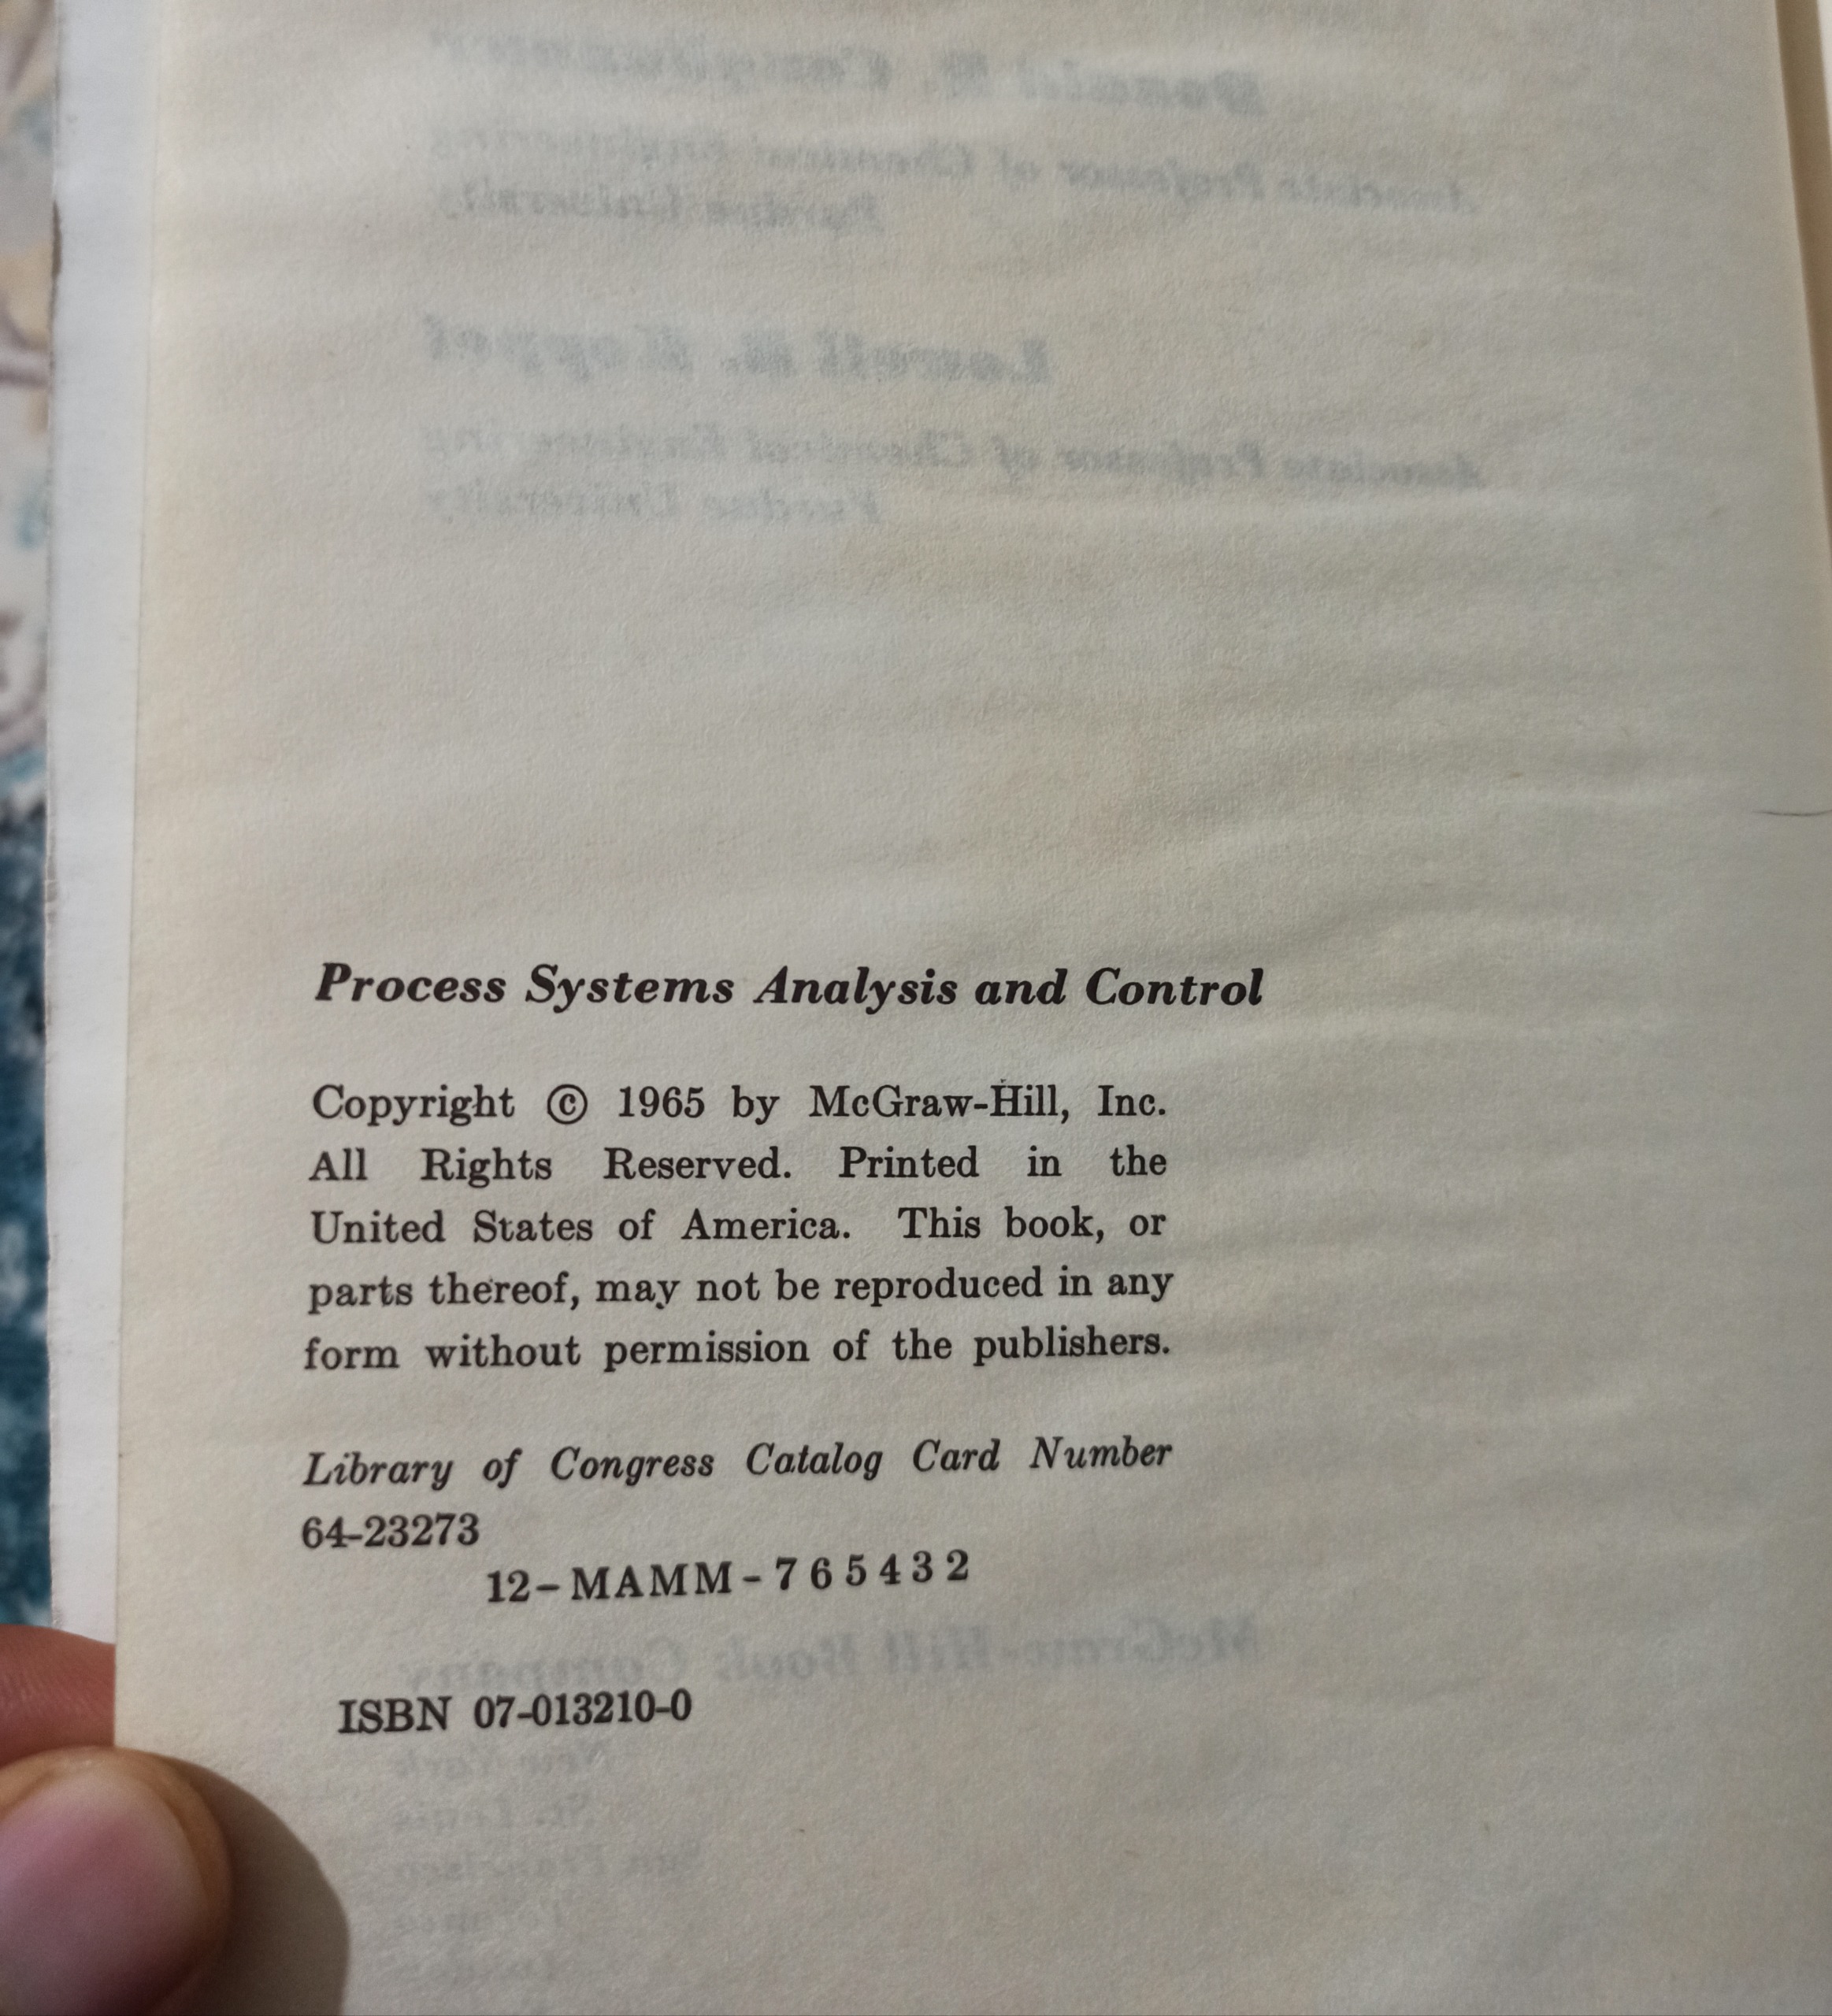 Process Systems Analysis and Control
Copyright © 1965 by McGraw-Hill, Inc.
All Rights Reserved. Printed in the
United States of America. This book, or
parts thereof, may not be reproduced in any
form without permission of the publishers.
Library of Congress Catalog Card Number
64-23273
12-MAMM-765432
ISBN 07-013210-0